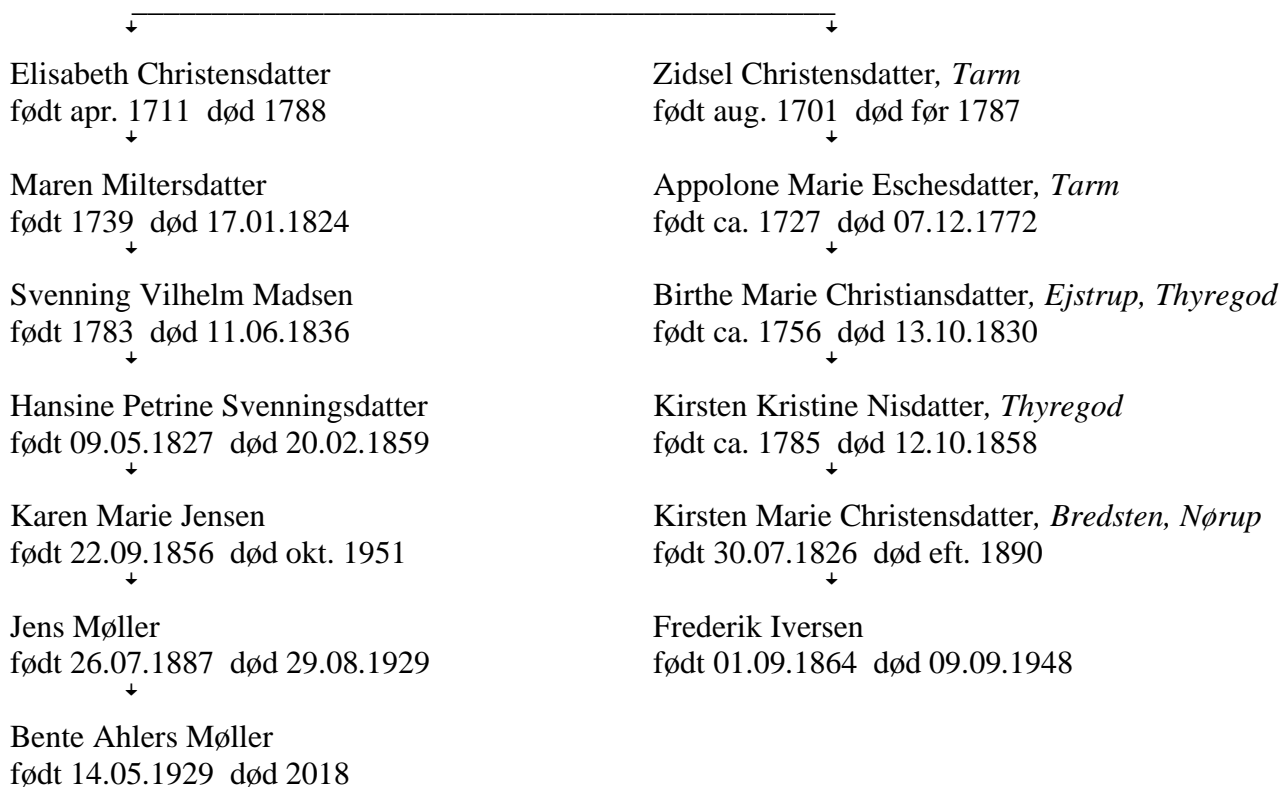 Elisabeth Christensdatter
født apr. 1711  død 1788
Maren Miltersdatter
født 1739  død 17.01.1824
Svenning Vilhelm Madsen
født 1783  død 11.06.1836
Hansine Petrine Svenningsdatter
født 09.05.1827  død 20.02.1859
Karen Marie Jensen
født 22.09.1856  død okt. 1951
Jens Møller
født 26.07.1887  død 29.08.1929
Bente Ahlers Møller
født 14.05.1929  død 2018
Zidsel Christensdatter, Tarm
født aug. 1701  død før 1787
Appolone Marie Eschesdatter, Tarm
født ca. 1727  død 07.12.1772
Birthe Marie Christiansdatter, Ejstrup, Thyregod
født ca. 1756  død 13.10.1830
Kirsten Kristine Nisdatter, Thyregod
født ca. 1785  død 12.10.1858
Kirsten Marie Christensdatter, Bredsten, Nørup
født 30.07.1826  død eft. 1890
Frederik Iversen
født 01.09.1864  død 09.09.1948